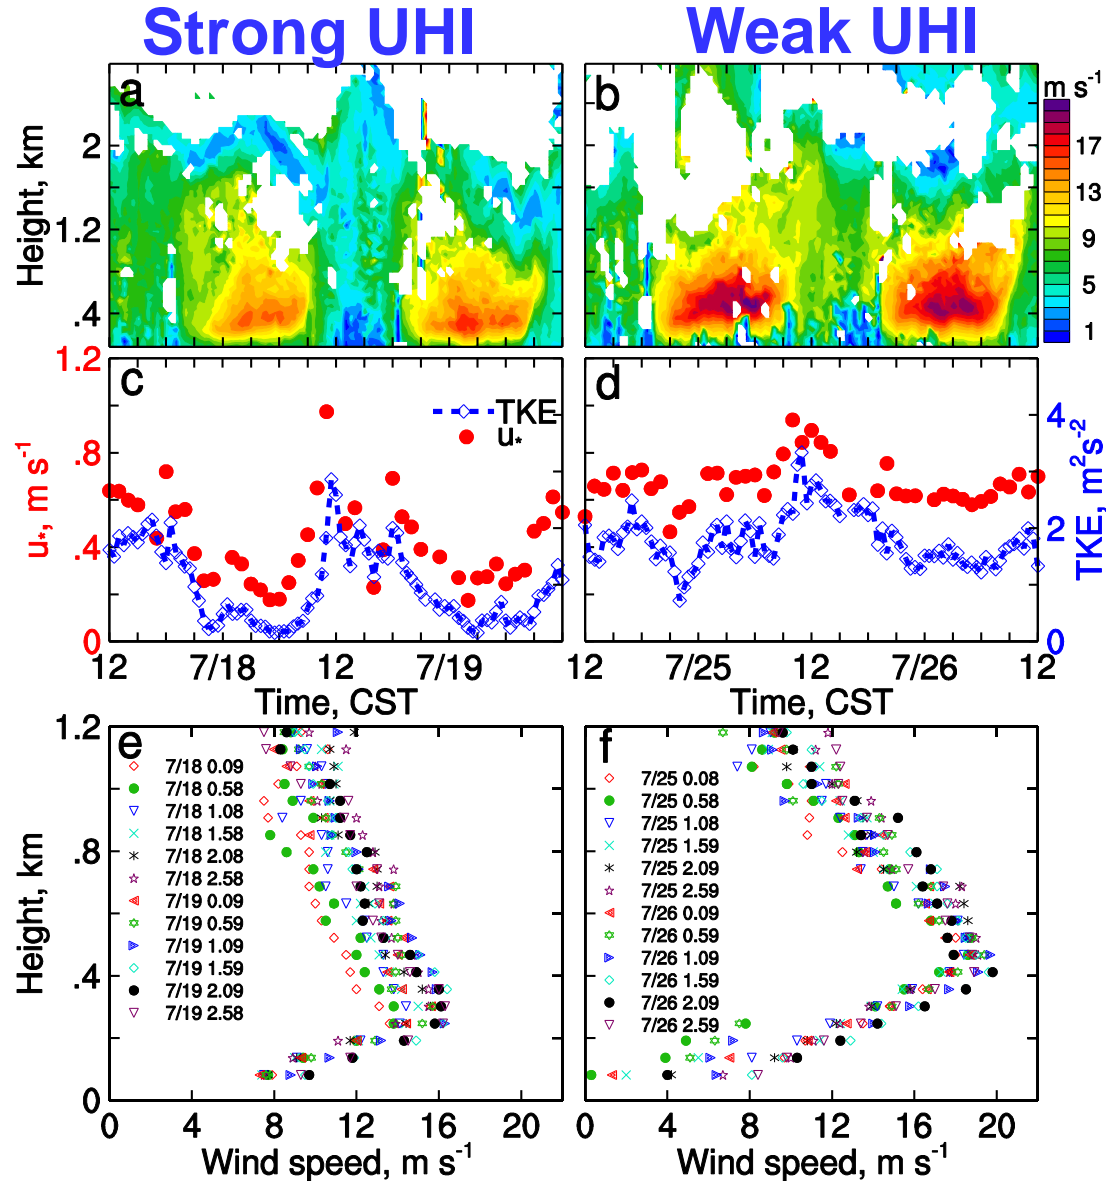 Strong UHI
Weak UHI
a
b
m s⁻¹
Height, km
2
1.2
.4
17
13
9
5
1
c
d
1.2
.8
.4
0
u*, m s⁻¹
TKE
u*
4
2
0
TKE, m²s⁻²
12 7/18 12 7/19
12 7/25 12 7/26 12
Time, CST
Time, CST
e
f
1.2
.8
.4
0
Height, km
7/18 0.09
7/18 0.58
7/18 1.08
7/18 1.58
7/18 2.08
7/18 2.58
7/19 0.09
7/19 0.59
7/19 1.09
7/19 1.59
7/19 2.09
7/19 2.58
7/25 0.08
7/25 0.58
7/25 1.08
7/25 1.59
7/25 2.09
7/25 2.59
7/26 0.09
7/26 0.59
7/26 1.09
7/26 1.59
7/26 2.09
7/26 2.59
0 4 8 12 16 20
0 4 8 12 16 20
Wind speed, m s⁻¹
Wind speed, m s⁻¹